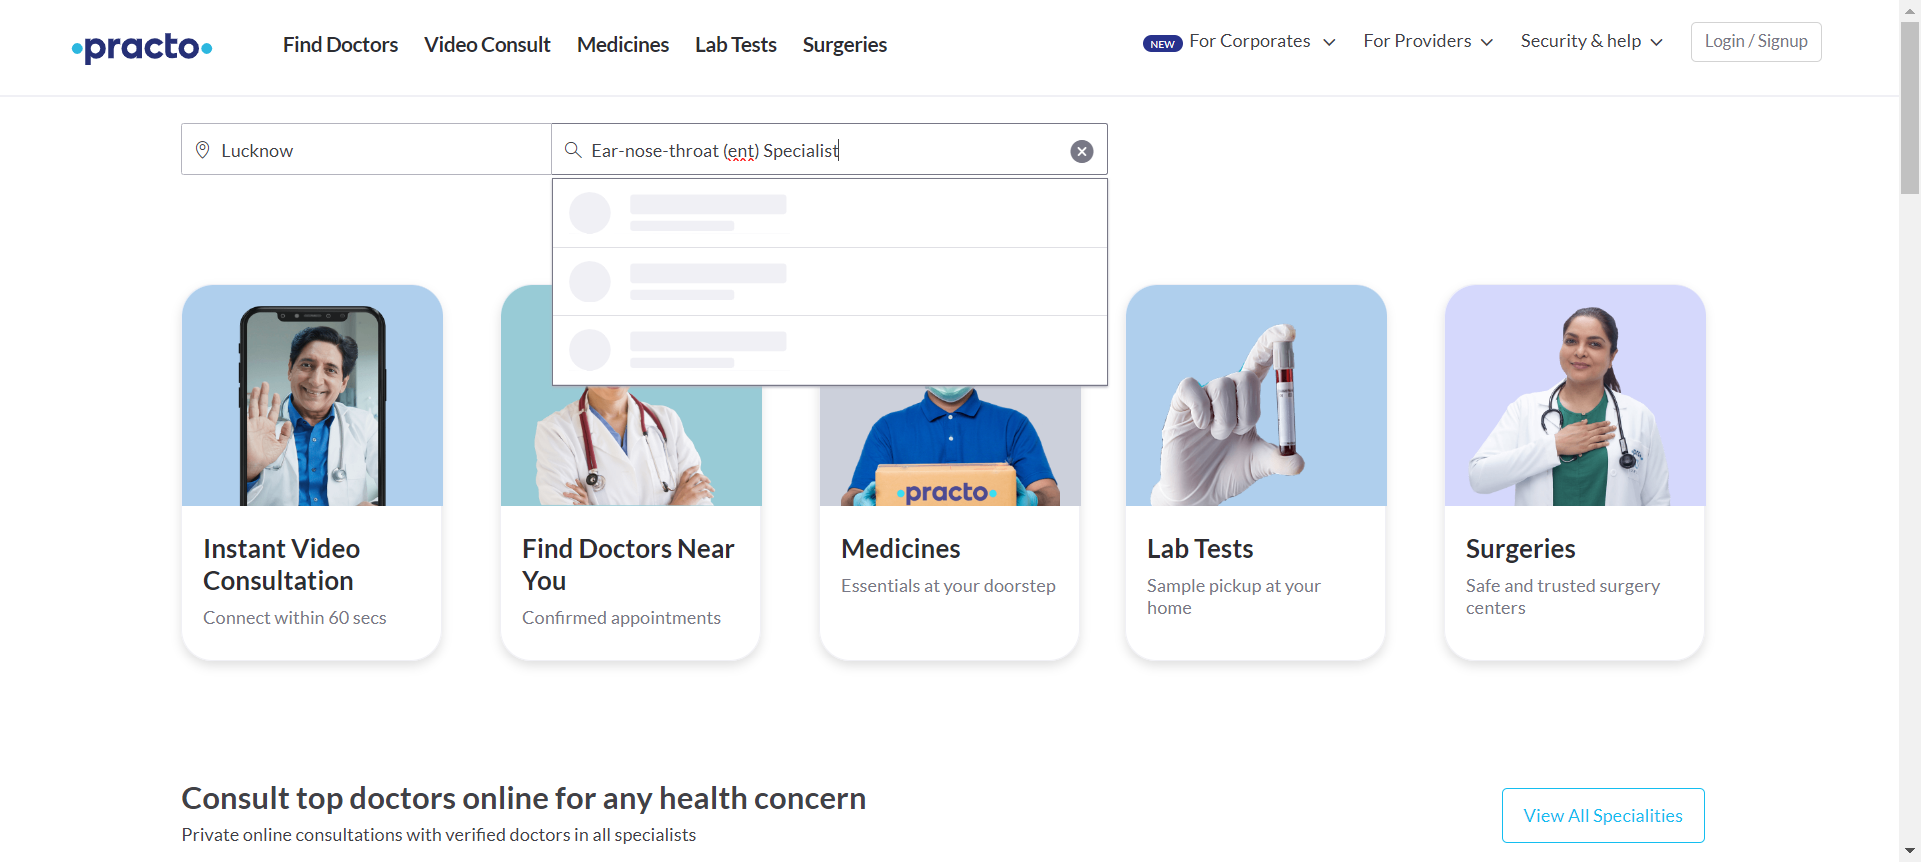 practo
Find Doctors
Video Consult
Medicines
Lab Tests
Surgeries
NEW For Corporates
For Providers
Security & help
Login / Signup
Lucknow
Ear-nose-throat (ent) Specialist
practo
Instant Video
Consultation
Connect within 60 secs
Find Doctors Near
You
Confirmed appointments
Medicines
Essentials at your doorstep
Lab Tests
Sample pickup at your
home
Surgeries
Safe and trusted surgery
centers
Consult top doctors online for any health concern
Private online consultations with verified doctors in all specialists
View All Specialities